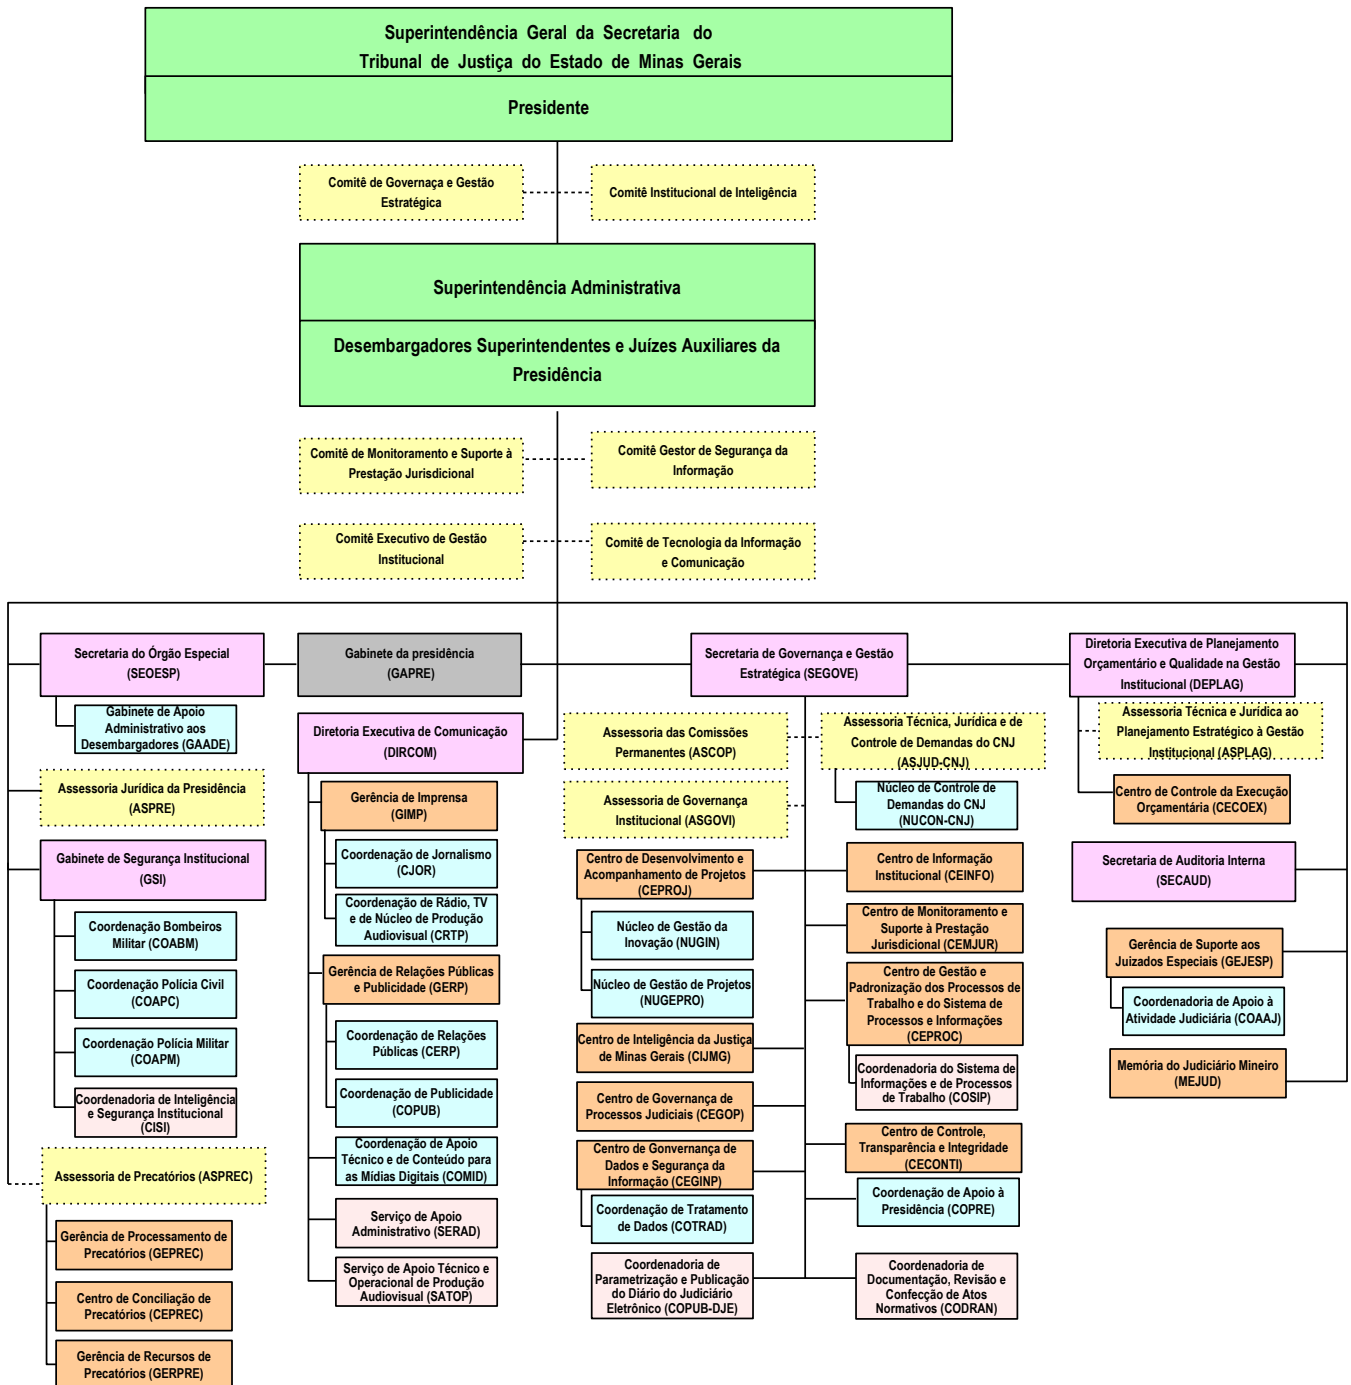 Superintendência Geral da Secretaria do
Tribunal de Justiça do Estado de Minas Gerais
Presidente
Comitê de Governaça e Gestão
Estratégica
Comitê Institucional de Inteligência
Superintendência Administrativa
Desembargadores Superintendentes e Juízes Auxiliares da
Presidência
Comitê de Monitoramento e Suporte à
Prestação Jurisdicional
Comitê Gestor de Segurança da
Informação
Comitê Executivo de Gestão
Institucional
Comitê de Tecnologia da Informação
e Comunicação
Secretaria do Órgão Especial
(SEOESP)
Gabinete de Apoio
Administrativo aos
Desembargadores (GAADE)
Assessoria Jurídica da Presidência
(ASPRE)
Gabinete de Segurança Institucional
(GSI)
Coordenação Bombeiros
Militar (COABM)
Coordenação Polícia Civil
(COAPC)
Coordenação Polícia Militar
(COAPM)
Coordenadoria de Inteligência
e Segurança Institucional
(CISI)
Assessoria de Precatórios (ASPREC)
Gerência de Processamento de
Precatórios (GEPREC)
Centro de Conciliação de
Precatórios (CEPREC)
Gerência de Recursos de
Precatórios (GERPRE)
Gabinete da presidência
(GAPRE)
Diretoria Executiva de Comunicação
(DIRCOM)
Gerência de Imprensa
(GIMP)
Coordenação de Jornalismo
(CJOR)
Coordenação de Rádio, TV
e de Núcleo de Produção
Audiovisual (CRTP)
Gerência de Relações Públicas
e Publicidade (GERP)
Coordenação de Relações
Públicas (CERP)
Coordenação de Publicidade
(COPUB)
Coordenação de Apoio
Técnico e de Conteúdo para
as Mídias Digitais (COMID)
Serviço de Apoio
Administrativo (SERAD)
Serviço de Apoio Técnico e
Operacional de Produção
Audiovisual (SATOP)
Secretaria de Governança e Gestão
Estratégica (SEGOVE)
Assessoria das Comissões
Permanentes (ASCOP)
Assessoria Técnica, Jurídica e de
Controle de Demandas do CNJ
(ASJUD-CNJ)
Núcleo de Controle de
Demandas do CNJ
(NUCON-CNJ)
Assessoria de Governança
Institucional (ASGOVI)
Centro de Desenvolvimento e
Acompanhamento de Projetos
(CEPROJ)
Núcleo de Gestão da
Inovação (NUGIN)
Núcleo de Gestão de Projetos
(NUGEPRO)
Centro de Inteligência da Justiça
de Minas Gerais (CIJMG)
Centro de Governança de
Processos Judiciais (CEGOP)
Centro de Gonvernança de
Dados e Segurança da
Informação (CEGINP)
Coordenação de Tratamento
de Dados (COTRAD)
Coordenadoria de
Parametrização e Publicação
do Diário do Judiciário
Eletrônico (COPUB-DJE)
Centro de Informação
Institucional (CEINFO)
Centro de Monitoramento e
Suporte à Prestação
Jurisdicional (CEMJUR)
Centro de Gestão e
Padronização dos Processos de
Trabalho e do Sistema de
Processos e Informações
(CEPROC)
Coordenadoria do Sistema de
Informações e de Processos
de Trabalho (COSIP)
Centro de Controle,
Transparência e Integridade
(CECONTI)
Coordenação de Apoio à
Presidência (COPRE)
Coordenadoria de
Documentação, Revisão e
Confecção de Atos
Normativos (CODRAN)
Diretoria Executiva de Planejamento
Orçamentário e Qualidade na Gestão
Institucional (DEPLAG)
Assessoria Técnica e Jurídica ao
Planejamento Estratégico à Gestão
Institucional (ASPLAG)
Centro de Controle da Execução
Orçamentária (CECOEX)
Secretaria de Auditoria Interna
(SECAUD)
Gerência de Suporte aos
Juizados Especiais (GEJESP)
Coordenadoria de Apoio à
Atividade Judiciária (COAAJ)
Memória do Judiciário Mineiro
(MEJUD)